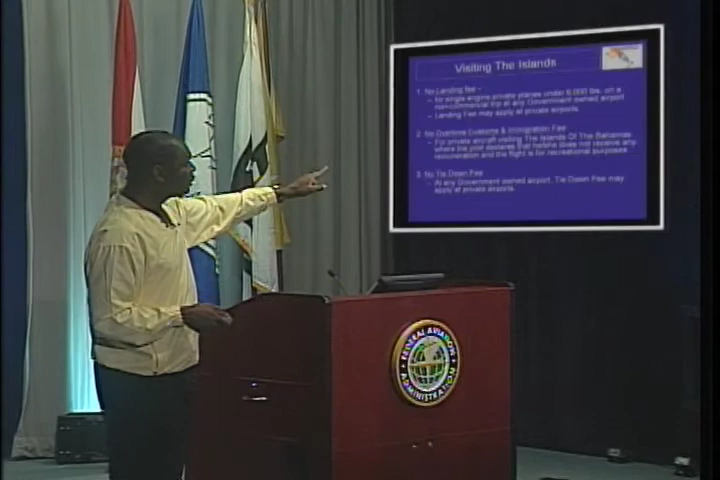 Visiting The Islands
1. No Landing fee -
- for single engine private planes under 6,000 lbs. on a
non-commercial trip at any Government owned airport
- Landing Fee may apply at private airports.
2. No Overtime Customs & Immigration Fee
- For private aircraft visiting The Islands Of The Bahamas
where the pilot declares that he/she does not receive any
remuneration and the flight is for recreational purposes
3. No Tie Down Fee
- At any Government owned airport. Tie Down Fee may
apply at private airports.
FEDERAL AVIATION
ADMINISTRATION